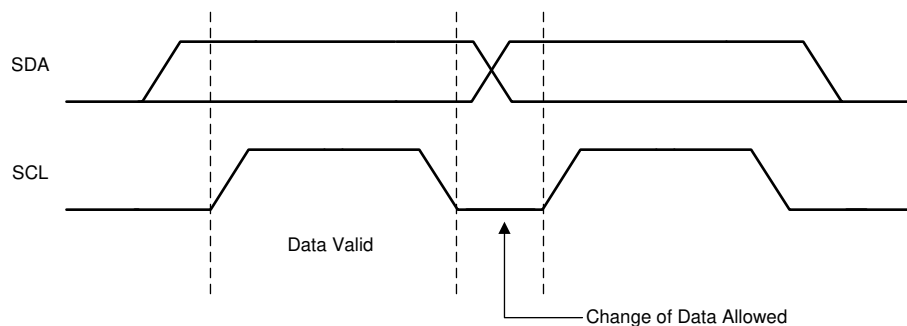 SDA
SCL
Data Valid
Change of Data Allowed